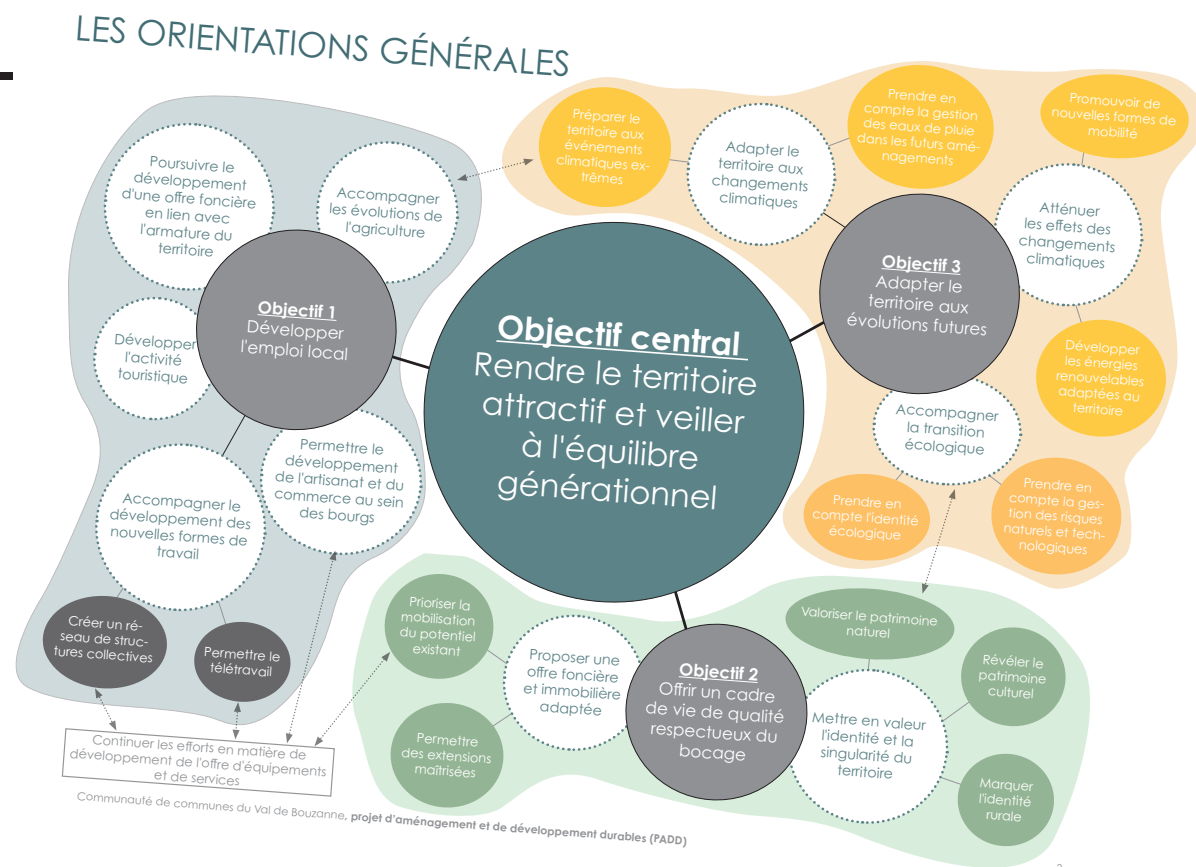 LES ORIENTATIONS GÉNÉRALES
Poursuivre le
développement
d'une offre foncière
en lien avec
l'armature du
territoire
Accompagner
les évolutions de
l'agriculture
Objectif 1
Développer
l'emploi local
Développer
l'activité
touristique
Permettre le
développement
de l'artisanat et du
commerce au sein
des bourgs
Accompagner le
développement des
nouvelles formes de
travail
Créer un ré-
seau de struc-
tures collectives
Permettre le
télétravail
Continuer les efforts en matière de
développement de l'offre d'équipements
et de services
Objectif central
Rendre le territoire
attractif et veiller
à l'équilibre
générationnel
Préparer le
territoire aux
événements
climatiques ex-
trêmes
Adapter le
territoire aux
changements
climatiques
Prendre en
compte la gestion
des eaux de pluie
dans les futurs amé-
nagements
Promouvoir de
nouvelles formes de
mobilité
Atténuer
les effets des
changements
climatiques
Objectif 3
Adapter le
territoire aux
évolutions futures
Développer
les énergies
renouvelables
adaptées au
territoire
Accompagner
la transition
écologique
Prendre en
compte l'identité
écologique
Prendre en
compte la ges-
tion des risques
naturels et tech-
nologiques
Prioriser la
mobilisation
du potentiel
existant
Proposer une
offre foncière
et immobilière
adaptée
Permettre
des extensions
maîtrisées
Objectif 2
Offrir un cadre
de vie de qualité
respectueux du
bocage
Valoriser le patrimoine
naturel
Révéler le
patrimoine
culturel
Mettre en valeur
l'identité et la
singularité du
territoire
Marquer
l'identité
rurale
Communauté de communes du Val de Bouzanne, projet d'aménagement et de développement durables (PADD)